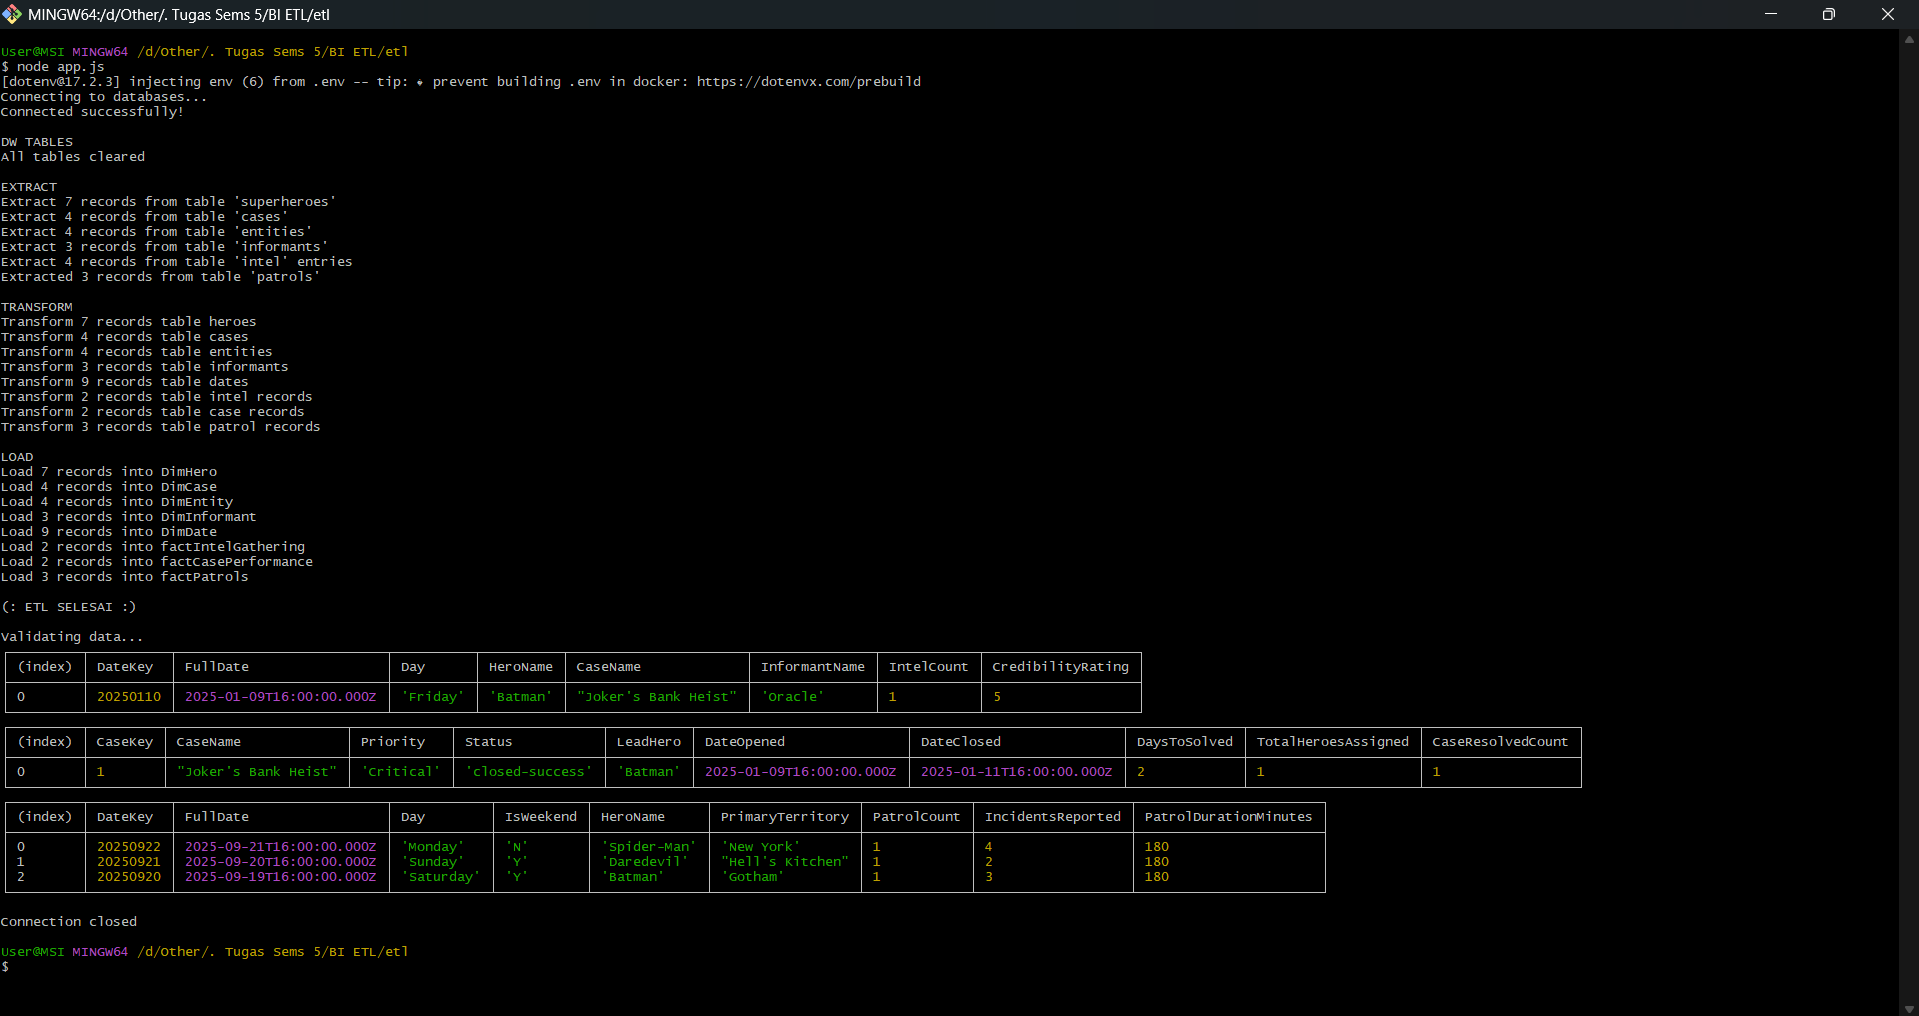 MINGW64:/d/Other/. Tugas Sems 5/BI ETL/etl
User@MSI MINGW64 /d/Other/. Tugas Sems 5/BI ETL/etl
$ node app.js
[dotenv@17.2.3] injecting env (6) from .env -- tip: prevent building .env in docker: https://dotenvx.com/prebuild
Connecting to databases...
Connected successfully!
DW TABLES
All tables cleared
EXTRACT
Extract 7 records from table 'superheroes'
Extract 4 records from table 'cases'
Extract 4 records from table 'entities'
Extract 3 records from table 'informants'
Extract 4 records from table 'intel' entries
Extracted 3 records from table 'patrols'
TRANSFORM
Transform 7 records table heroes
Transform 4 records table cases
Transform 4 records table entities
Transform 3 records table informants
Transform 9 records table dates
Transform 2 records table intel records
Transform 2 records table case records
Transform 3 records table patrol records
LOAD
Load 7 records into DimHero
Load 4 records into DimCase
Load 4 records into DimEntity
Load 3 records into DimInformant
Load 9 records into DimDate
Load 2 records into factIntelGathering
Load 2 records into factCasePerformance
Load 3 records into factPatrols
(: ETL SELESAI :)
Validating data...
(index) DateKey FullDate Day HeroName CaseName InformantName IntelCount CredibilityRating
0 20250110 2025-01-09T16:00:00.000Z 'Friday' 'Batman' "Joker's Bank Heist" 'Oracle' 1 5
(index) CaseKey CaseName Priority Status LeadHero DateOpened DateClosed DaysToSolved TotalHeroesAssigned CaseResolvedCount
0 1 "Joker's Bank Heist" 'Critical' 'closed-success' 'Batman' 2025-01-09T16:00:00.000Z 2025-01-11T16:00:00.000Z 2 1 1
(index) DateKey FullDate Day IsWeekend HeroName PrimaryTerritory PatrolCount IncidentsReported PatrolDurationMinutes
0 20250922 2025-09-21T16:00:00.000Z 'Monday' 'N' 'Spider-Man' 'New York' 1 4 180
1 20250921 2025-09-20T16:00:00.000Z 'Sunday' 'Y' 'Daredevil' "Hell's Kitchen" 1 2 180
2 20250920 2025-09-19T16:00:00.000Z 'Saturday' 'Y' 'Batman' 'Gotham' 1 3 180
Connection closed
User@MSI MINGW64 /d/Other/. Tugas Sems 5/BI ETL/etl
$